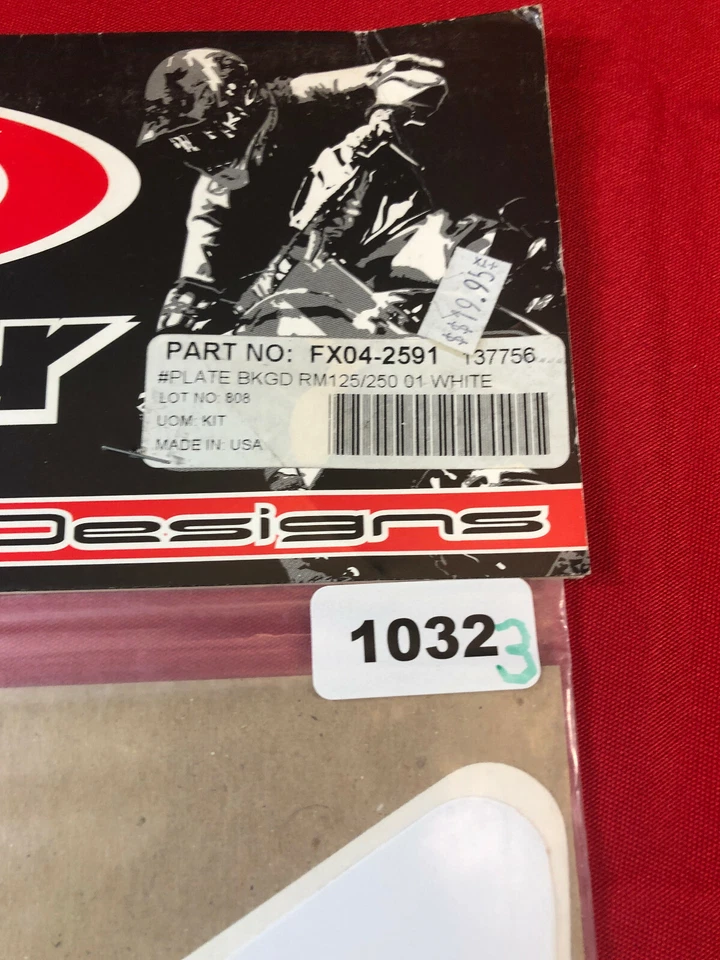 $19.95
+TX
PART NO: FX04-2591 137756
#PLATE BKGD RM125/250 01 WHITE
LOT NO: 808
UOM: KIT
MADE IN: USA
Designs
10323